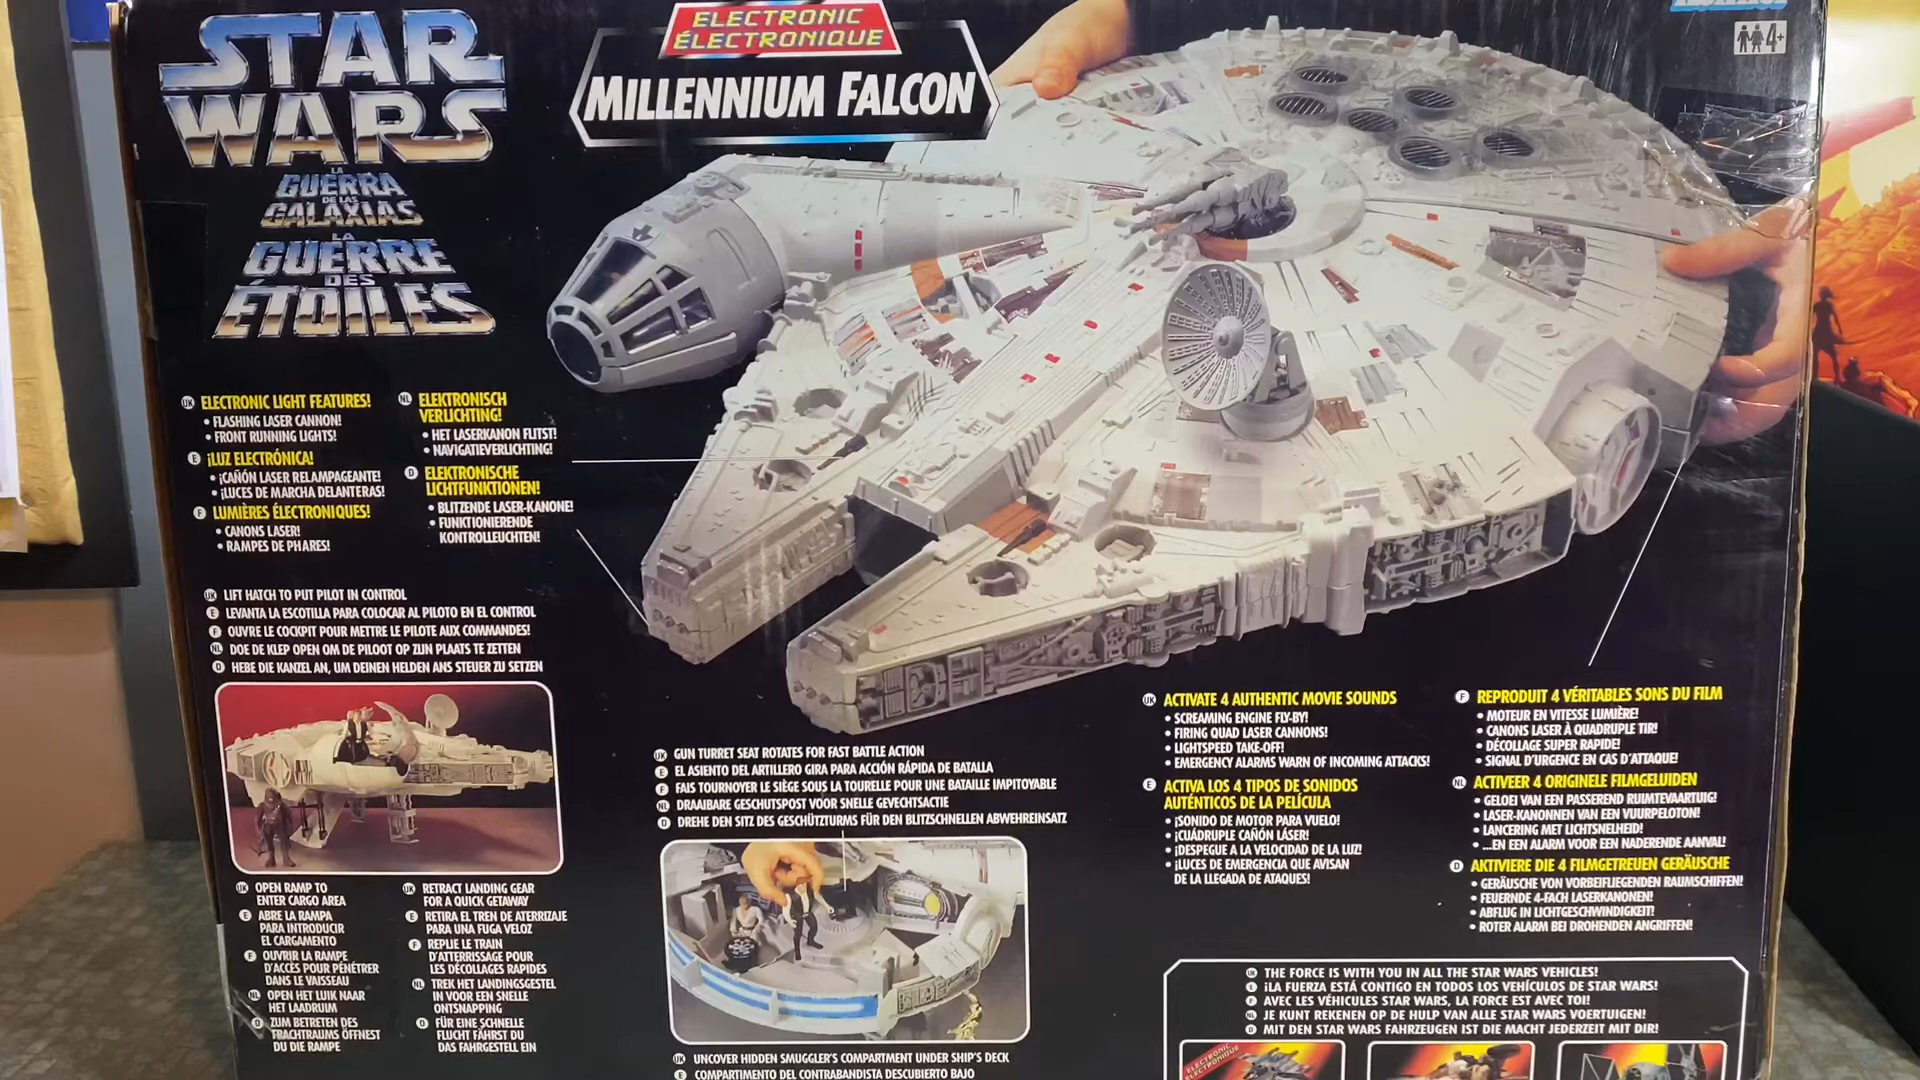 STAR
WARS
LA
GUERRA
DE LAS
GALAXIAS
LA
GUERRE
DES
ÉTOILES
ELECTRONIC
ÉLECTRONIQUE
MILLENNIUM FALCON
4+
UK ELECTRONIC LIGHT FEATURES!
• FLASHING LASER CANNON!
• FRONT RUNNING LIGHTS!
E ¡LUZ ELECTRÓNICA!
• ¡CAÑÓN LASER RELAMPAGEANTE!
• ¡LUCES DE MARCHA DELANTERAS!
F LUMIÈRES ÉLECTRONIQUES!
• CANONS LASER!
• RAMPES DE PHARES!
NL ELEKTRONISCH
VERLICHTING!
• HET LASERKANON FLITST!
• NAVIGATIEVERLICHTING!
D ELEKTRONISCHE
LICHTFUNKTIONEN!
• BLITZENDE LASER-KANONE!
• FUNKTIONIERENDE
KONTROLLEUCHTEN!
UK LIFT HATCH TO PUT PILOT IN CONTROL
E LEVANTA LA ESCOTILLA PARA COLOCAR AL PILOTO EN EL CONTROL
F OUVRE LE COCKPIT POUR METTRE LE PILOTE AUX COMMANDES!
NL DOE DE KLEP OPEN OM DE PILOOT OP ZIJN PLAATS TE ZETTEN
D HEBE DIE KANZEL AN, UM DEINEN HELDEN ANS STEUER ZU SETZEN
UK OPEN RAMP TO
ENTER CARGO AREA
E ABRE LA RAMPA
PARA INTRODUCIR
EL CARGAMENTO
F OUVRIR LA RAMPE
D'ACCÈS POUR PÉNÉTRER
DANS LE VAISSEAU
NL OPEN HET LUIK NAAR
HET LAADRUIM
D ZUM BETRETEN DES
FRACHTRAUMS ÖFFNEST
DU DIE RAMPE
UK RETRACT LANDING GEAR
FOR A QUICK GETAWAY
E RETIRA EL TREN DE ATERRIZAJE
PARA UNA FUGA VELOZ
F REPLIE LE TRAIN
D'ATTERRISSAGE POUR
LES DÉCOLLAGES RAPIDES
NL TREK HET LANDINGSGESTEL
IN VOOR EEN SNELLE
ONTSNAPPING
D FÜR EINE SCHNELLE
FLUCHT FÄHRST DU
DAS FAHRGESTELL EIN
UK GUN TURRET SEAT ROTATES FOR FAST BATTLE ACTION
E EL ASIENTO DEL ARTILLERO GIRA PARA ACCIÓN RÁPIDA DE BATALLA
F FAIS TOURNOYER LE SIÈGE SOUS LA TOURELLE POUR UNE BATAILLE IMPITOYABLE
NL DRAAIBARE GESCHUTSPOST VOOR SNELLE GEVECHTSACTIE
D DREHE DEN SITZ DES GESCHÜTZTURMS FÜR DEN BLITZSCHNELLEN ABWEHREINSATZ
UK UNCOVER HIDDEN SMUGGLER'S COMPARTMENT UNDER SHIP'S DECK
E COMPARTIMENTO DEL CONTRABANDISTA DESCUBIERTO BAJO
UK ACTIVATE 4 AUTHENTIC MOVIE SOUNDS
• SCREAMING ENGINE FLY-BY!
• FIRING QUAD LASER CANNONS!
• LIGHTSPEED TAKE-OFF!
• EMERGENCY ALARMS WARN OF INCOMING ATTACKS!
E ACTIVA LOS 4 TIPOS DE SONIDOS
AUTÉNTICOS DE LA PELÍCULA
• ¡SONIDO DE MOTOR PARA VUELO!
• ¡CUÁDRUPLE CAÑÓN LÁSER!
• ¡DESPEGUE A LA VELOCIDAD DE LA LUZ!
• ¡LUCES DE EMERGENCIA QUE AVISAN
DE LA LLEGADA DE ATAQUES!
F REPRODUIT 4 VÉRITABLES SONS DU FILM
• MOTEUR EN VITESSE LUMIÈRE!
• CANONS LASER À QUADRUPLE TIR!
• DÉCOLLAGE SUPER RAPIDE!
• SIGNAL D'URGENCE EN CAS D'ATTAQUE!
NL ACTIVEER 4 ORIGINELE FILMGELUIDEN
• GELOEI VAN EEN PASSEREND RUIMTEVAARTUIG!
• LASER-KANONNEN VAN EEN VUURPELOTON!
• LANCERING MET LICHTSNELHEID!
• ...EN EEN ALARM VOOR EEN NADERENDE AANVAL!
D AKTIVIERE DIE 4 FILMGETREUEN GERÄUSCHE
• GERÄUSCHE VON VORBEIFLIEGENDEN RAUMSCHIFFEN!
• FEUERNDE 4-FACH LASERKANONEN!
• ABFLUG IN LICHTGESCHWINDIGKEIT!
• ROTER ALARM BEI DROHENDEN ANGRIFFEN!
UK THE FORCE IS WITH YOU IN ALL THE STAR WARS VEHICLES!
E ¡LA FUERZA ESTÁ CONTIGO EN TODOS LOS VEHÍCULOS DE STAR WARS!
F AVEC LES VÉHICULES STAR WARS, LA FORCE EST AVEC TOI!
NL JE KUNT REKENEN OP DE HULP VAN ALLE STAR WARS VOERTUIGEN!
D MIT DEN STAR WARS FAHRZEUGEN IST DIE MACHT JEDERZEIT MIT DIR!
ELECTRONIC
ÉLECTRONIQUE